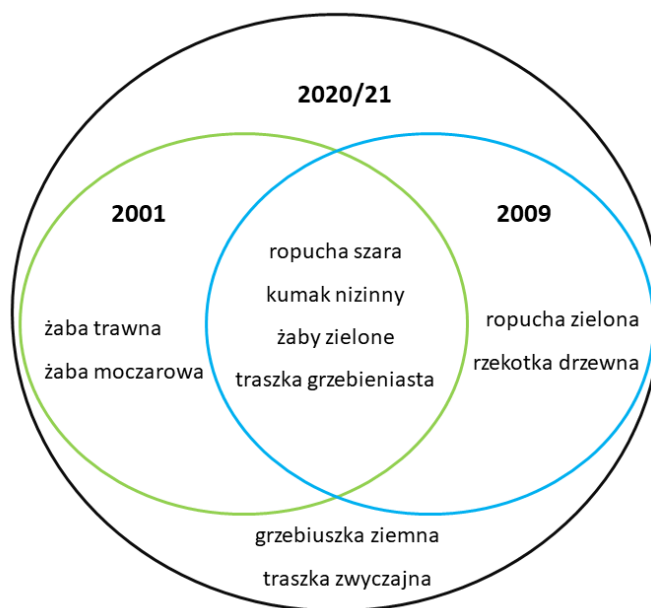 2020/21
2001
2009
ropucha szara
kumak nizinny
żaby zielone
traszka grzebieniasta
żaba trawna
żaba moczarowa
ropucha zielona
rzekotka drzewna
grzebiuszka ziemna
traszka zwyczajna